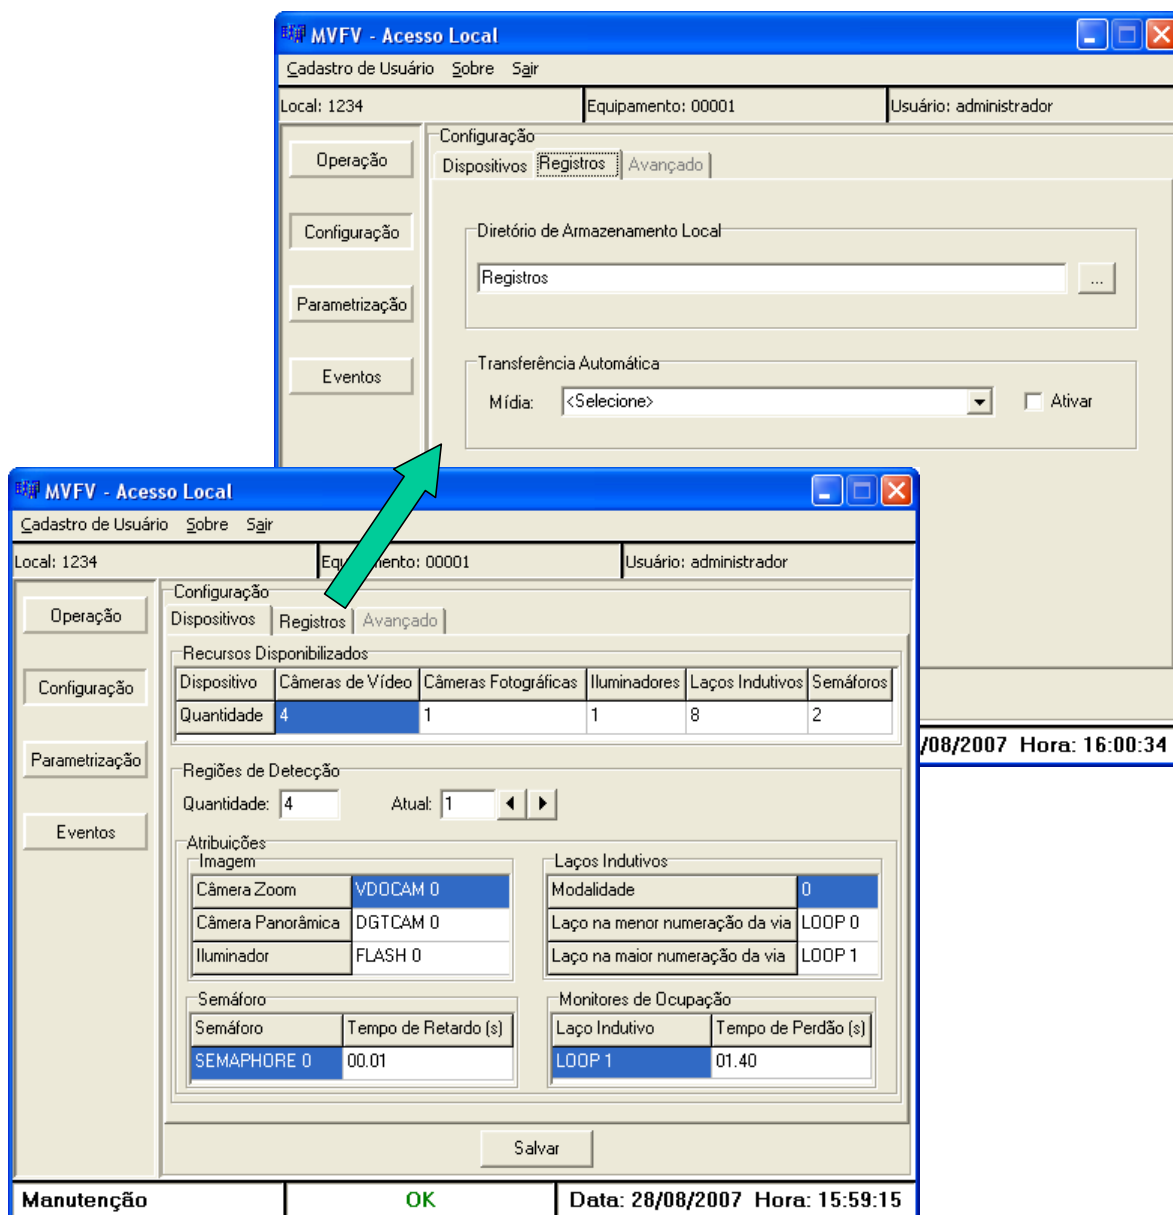 MVFV - Acesso Local
Cadastro de Usuário Sobre Sair
Local: 1234 Equipamento: 00001 Usuário: administrador
Operação
Configuração
Parametrização
Eventos
Configuração
Dispositivos Registros Avançado
Diretório de Armazenamento Local
Registros ...
Transferência Automática
Mídia: <Selecione> Ativar
/08/2007 Hora: 16:00:34
MVFV - Acesso Local
Cadastro de Usuário Sobre Sair
Local: 1234 Equipamento: 00001 Usuário: administrador
Operação
Configuração
Parametrização
Eventos
Configuração
Dispositivos Registros Avançado
Recursos Disponibilizados
Dispositivo Câmeras de Vídeo Câmeras Fotográficas Iluminadores Laços Indutivos Semáforos
Quantidade 4 1 1 8 2
Regiões de Detecção
Quantidade: 4 Atual: 1
Atribuições
Imagem
Câmera Zoom VDOCAM 0
Câmera Panorâmica DGTCAM 0
Iluminador FLASH 0
Laços Indutivos
Modalidade 0
Laço na menor numeração da via LOOP 0
Laço na maior numeração da via LOOP 1
Semáforo
Semáforo Tempo de Retardo (s)
SEMAPHORE 0 00.01
Monitores de Ocupação
Laço Indutivo Tempo de Perdão (s)
LOOP 1 01.40
Salvar
Manutenção OK Data: 28/08/2007 Hora: 15:59:15